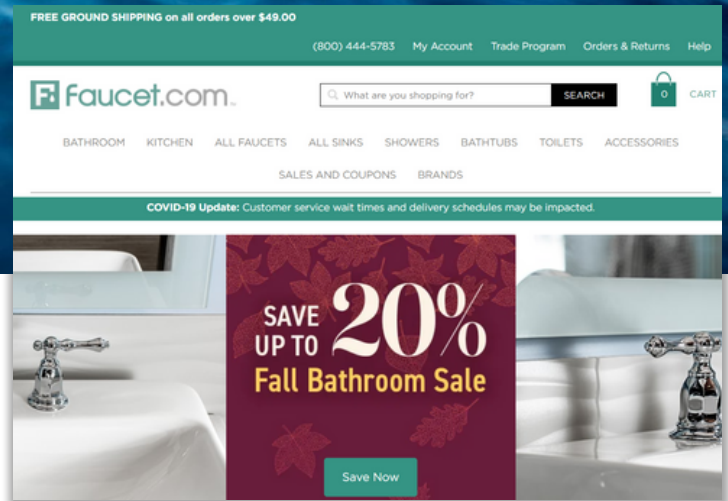 FREE GROUND SHIPPING on all orders over $49.00
(800) 444-5783 My Account Trade Program Orders & Returns Help
Faucet.com
What are you shopping for?
SEARCH
0
CART
BATHROOM KITCHEN ALL FAUCETS ALL SINKS SHOWERS BATHTUBS TOILETS ACCESSORIES
SALES AND COUPONS BRANDS
COVID-19 Update: Customer service wait times and delivery schedules may be impacted.
SAVE
UP TO
20%
Fall Bathroom Sale
Save Now